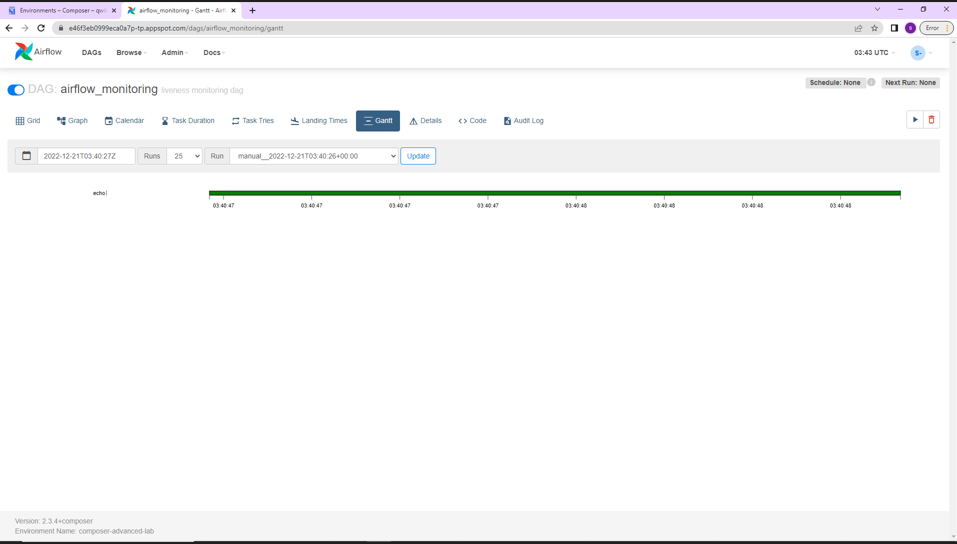 Environments – Composer – qwi
airflow_monitoring - Gantt - Airfl
e46f3eb0999eca0a7p-tp.appspot.com/dags/airflow_monitoring/gantt
S
Error
Airflow
DAGs
Browse
Admin
Docs
03:43 UTC
S-
DAG: airflow_monitoring liveness monitoring dag
Schedule: None
Next Run: None
Grid
Graph
Calendar
Task Duration
Task Tries
Landing Times
Gantt
Details
Code
Audit Log
2022-12-21T03:40:27Z
Runs
25
Run
manual__2022-12-21T03:40:26+00:00
Update
echo
03:40:47 03:40:47 03:40:47 03:40:47 03:40:48 03:40:48 03:40:48 03:40:48
Version: 2.3.4+composer
Environment Name: composer-advanced-lab